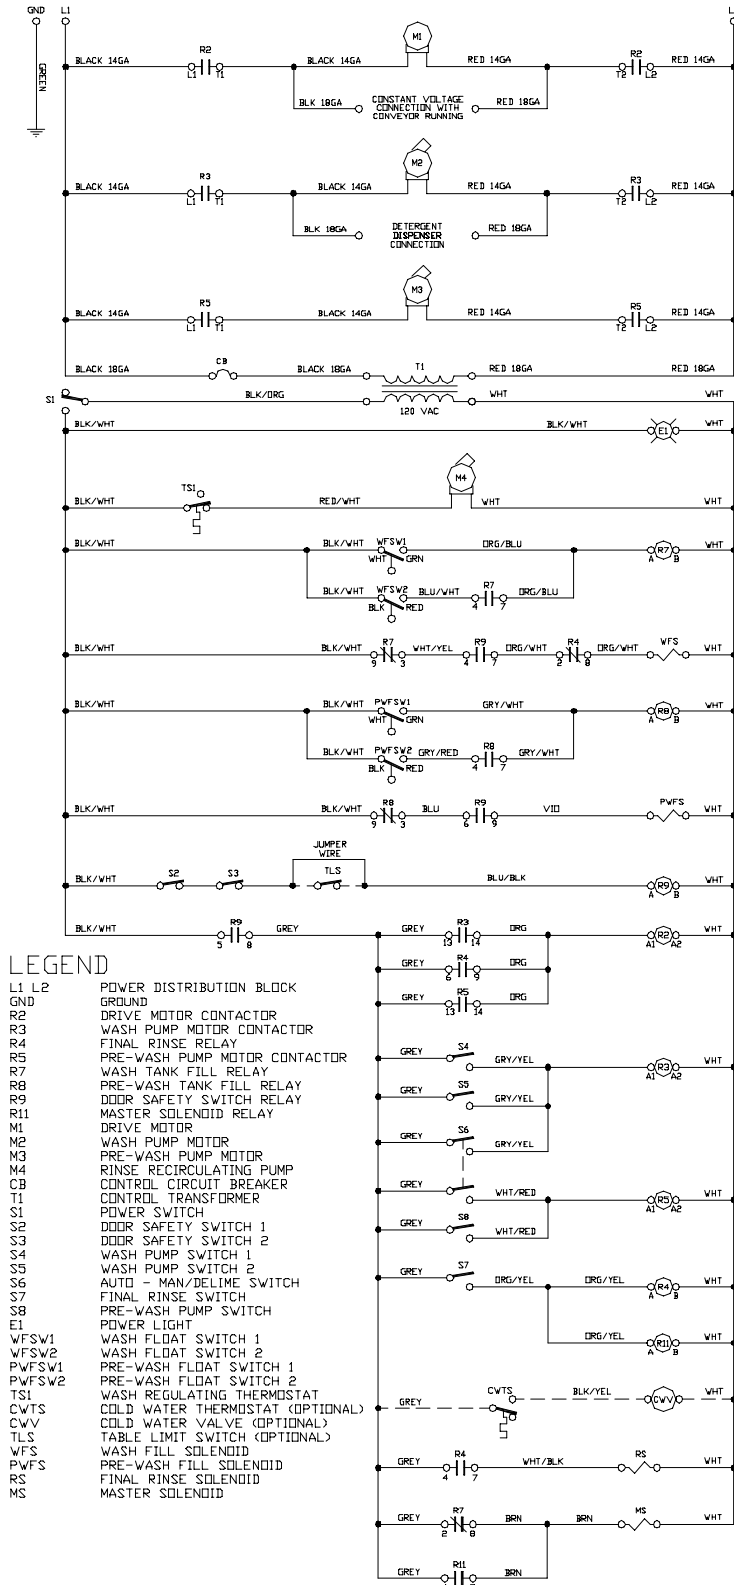 GND L1 L
GREEN
M1
BLACK 14GA R2 BLACK 14GA RED 14GA R2 RED 14GA
L1 T1 T2 L2
BLK 18GA CONSTANT VOLTAGE RED 18GA
CONNECTION WITH
CONVEYOR RUNNING
M2
BLACK 14GA R3 BLACK 14GA RED 14GA R3 RED 14GA
L1 T1 T2 L2
BLK 18GA DETERGENT RED 18GA
DISPENSER
CONNECTION
M3
BLACK 14GA R5 BLACK 14GA RED 14GA R5 RED 14GA
L1 T1 T2 L2
BLACK 18GA CB BLACK 18GA T1 RED 18GA RED 18GA
S1 BLK/ORG WHT WHT
120 VAC
BLK/WHT BLK/WHT E1 WHT
TS1 M4
BLK/WHT RED/WHT WHT WHT
BLK/WHT BLK/WHT WFSW1 ORG/BLU R7 WHT
WHT GRN A B
BLK/WHT WFSW2 BLU/WHT R7 ORG/BLU
BLK RED 4 7
BLK/WHT BLK/WHT R7 WHT/YEL R9 ORG/WHT R4 ORG/WHT WFS WHT
9 3 4 7 2 8
BLK/WHT BLK/WHT PWFSW1 GRY/WHT R8 WHT
WHT GRN A B
BLK/WHT PWFSW2 GRY/RED R8 GRY/WHT
BLK RED 4 7
BLK/WHT BLK/WHT R8 BLU R9 VIO PWFS WHT
9 3 6 9
JUMPER
WIRE
BLK/WHT S2 S3 TLS BLU/BLK R9 WHT
A B
BLK/WHT R9 GREY GREY R3 ORG R2 WHT
5 8 13 14 A1 A2
GREY R4 ORG
6 9
GREY R5 ORG
13 14
GREY S4 GRY/YEL R3 WHT
A1 A2
GREY S5 GRY/YEL
GREY S6 GRY/YEL
GREY WHT/RED R5 WHT
A1 A2
GREY S8 WHT/RED
GREY S7 ORG/YEL ORG/YEL R4 WHT
A B
ORG/YEL R11 WHT
A B
GREY CWTS BLK/YEL CWV WHT
GREY R4 WHT/BLK RS WHT
4 7
GREY R7 BRN BRN MS WHT
2 8
GREY R11 BRN
LEGEND
L1 L2 POWER DISTRIBUTION BLOCK
GND GROUND
R2 DRIVE MOTOR CONTACTOR
R3 WASH PUMP MOTOR CONTACTOR
R4 FINAL RINSE RELAY
R5 PRE-WASH PUMP MOTOR CONTACTOR
R7 WASH TANK FILL RELAY
R8 PRE-WASH TANK FILL RELAY
R9 DOOR SAFETY SWITCH RELAY
R11 MASTER SOLENOID RELAY
M1 DRIVE MOTOR
M2 WASH PUMP MOTOR
M3 PRE-WASH PUMP MOTOR
M4 RINSE RECIRCULATING PUMP
CB CONTROL CIRCUIT BREAKER
T1 CONTROL TRANSFORMER
S1 POWER SWITCH
S2 DOOR SAFETY SWITCH 1
S3 DOOR SAFETY SWITCH 2
S4 WASH PUMP SWITCH 1
S5 WASH PUMP SWITCH 2
S6 AUTO - MAN/DELIME SWITCH
S7 FINAL RINSE SWITCH
S8 PRE-WASH PUMP SWITCH
E1 POWER LIGHT
WFSW1 WASH FLOAT SWITCH 1
WFSW2 WASH FLOAT SWITCH 2
PWFSW1 PRE-WASH FLOAT SWITCH 1
PWFSW2 PRE-WASH FLOAT SWITCH 2
TS1 WASH REGULATING THERMOSTAT
CWTS COLD WATER THERMOSTAT (OPTIONAL)
CWV COLD WATER VALVE (OPTIONAL)
TLS TABLE LIMIT SWITCH (OPTIONAL)
WFS WASH FILL SOLENOID
PWFS PRE-WASH FILL SOLENOID
RS FINAL RINSE SOLENOID
MS MASTER SOLENOID